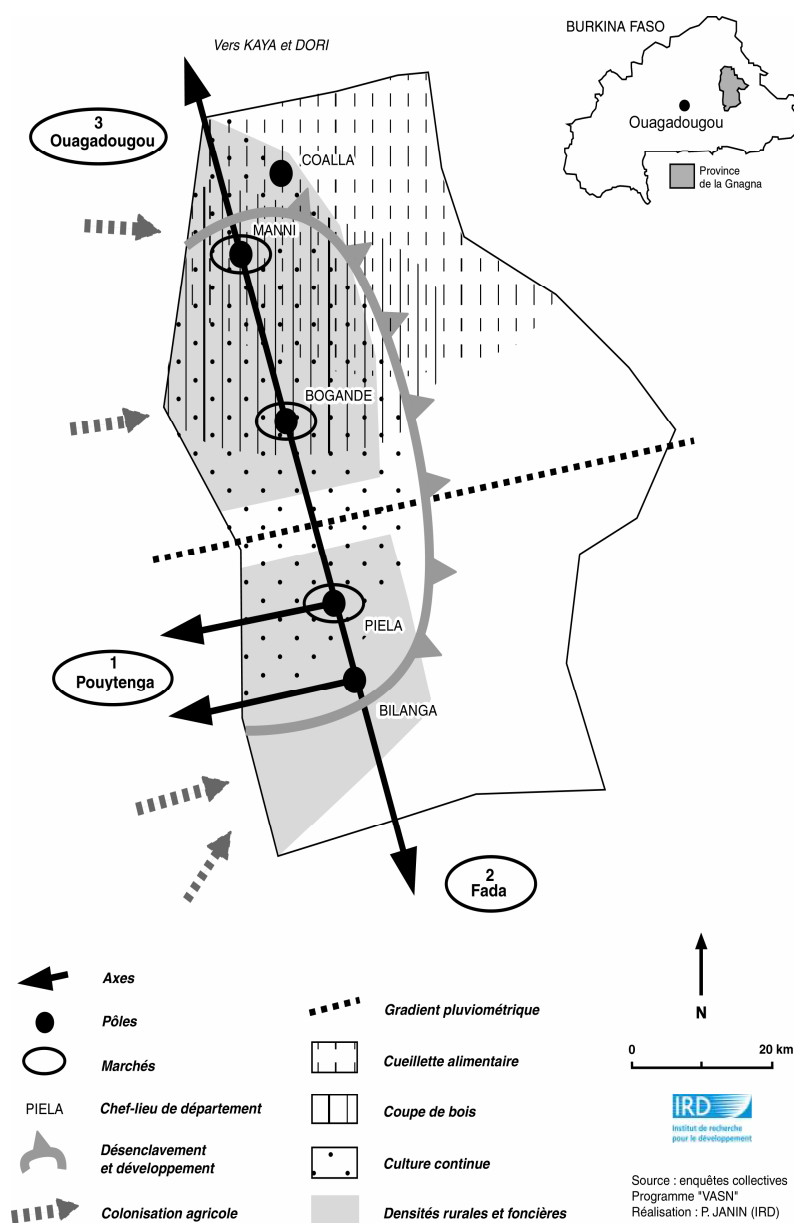 Vers KAYA et DORI
BURKINA FASO
Ouagadougou
Province
de la Gnagna
3
Ouagadougou
COALLA
MANNI
BOGANDE
PIELA
1
Pouytenga
BILANGA
2
Fada
Axes
Pôles
Marchés
PIELA
Chef-lieu de département
Désenclavement
et développement
Colonisation agricole
Gradient pluviométrique
Cueillette alimentaire
Coupe de bois
Culture continue
Densités rurales et foncières
N
0 20 km
IRD
Institut de recherche
pour le développement
Source : enquêtes collectives
Programme "VASN"
Réalisation : P. JANIN (IRD)